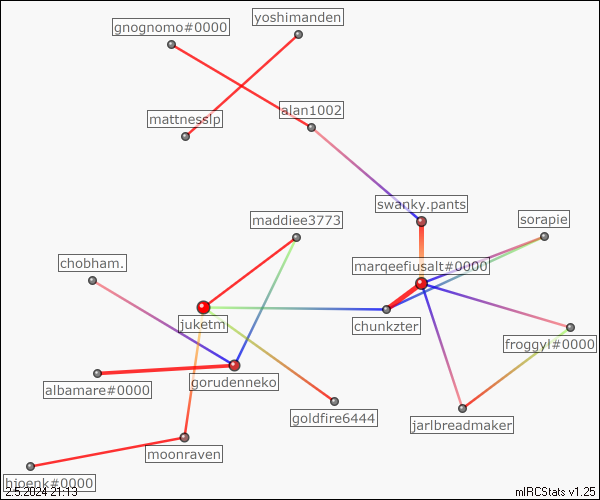 yoshimanden
gnognomo#0000
alan1002
mattnesslp
swanky.pants
maddiee3773
sorapie
chobham.
marqeefiusalt#0000
juketm
chunkzter
froggyl#0000
albamare#0000
gorudenneko
goldfire6444
jarlbreadmaker
moonraven
hjoenk#0000
2.5.2024 21:13
mIRCStats v1.25